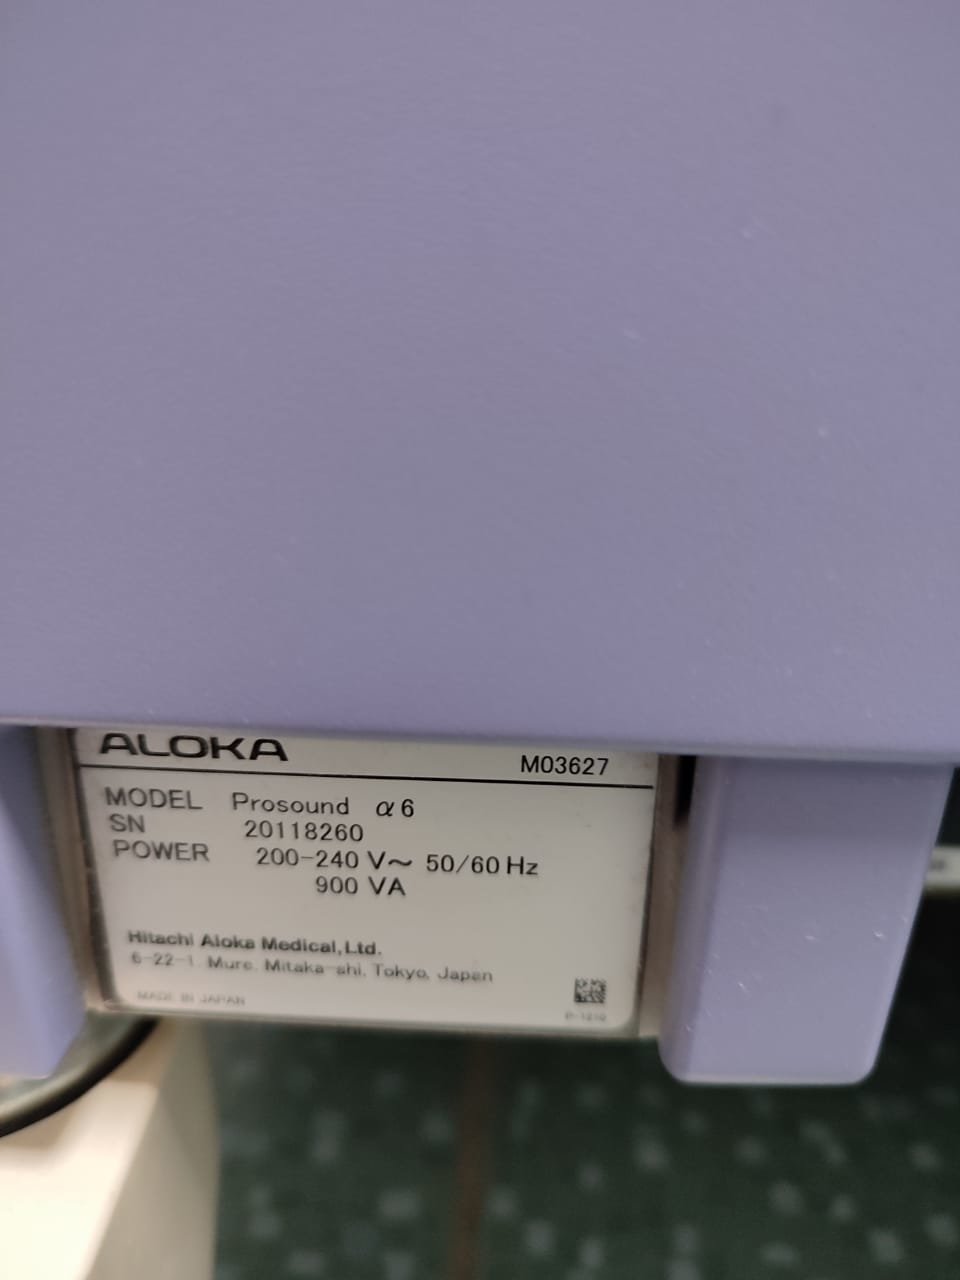 ALOKA
M03627
MODEL Prosound α6
SN 20118260
POWER 200-240 V~ 50/60 Hz
900 VA
Hitachi Aloka Medical, Ltd.
6-22-1, Mure, Mitaka-shi, Tokyo, Japan
MADE IN JAPAN